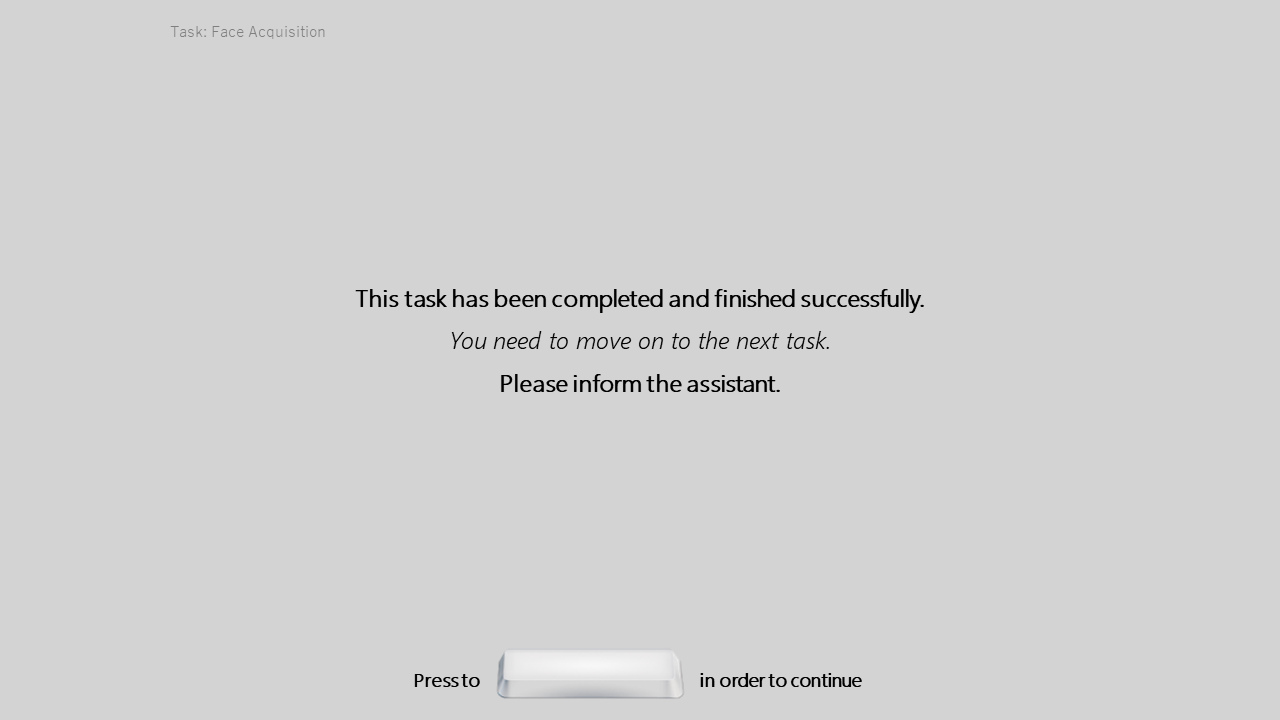 Task: Face Acquisition
This task has been completed and finished successfully.
You need to move on to the next task.
Please inform the assistant.
Press to in order to continue